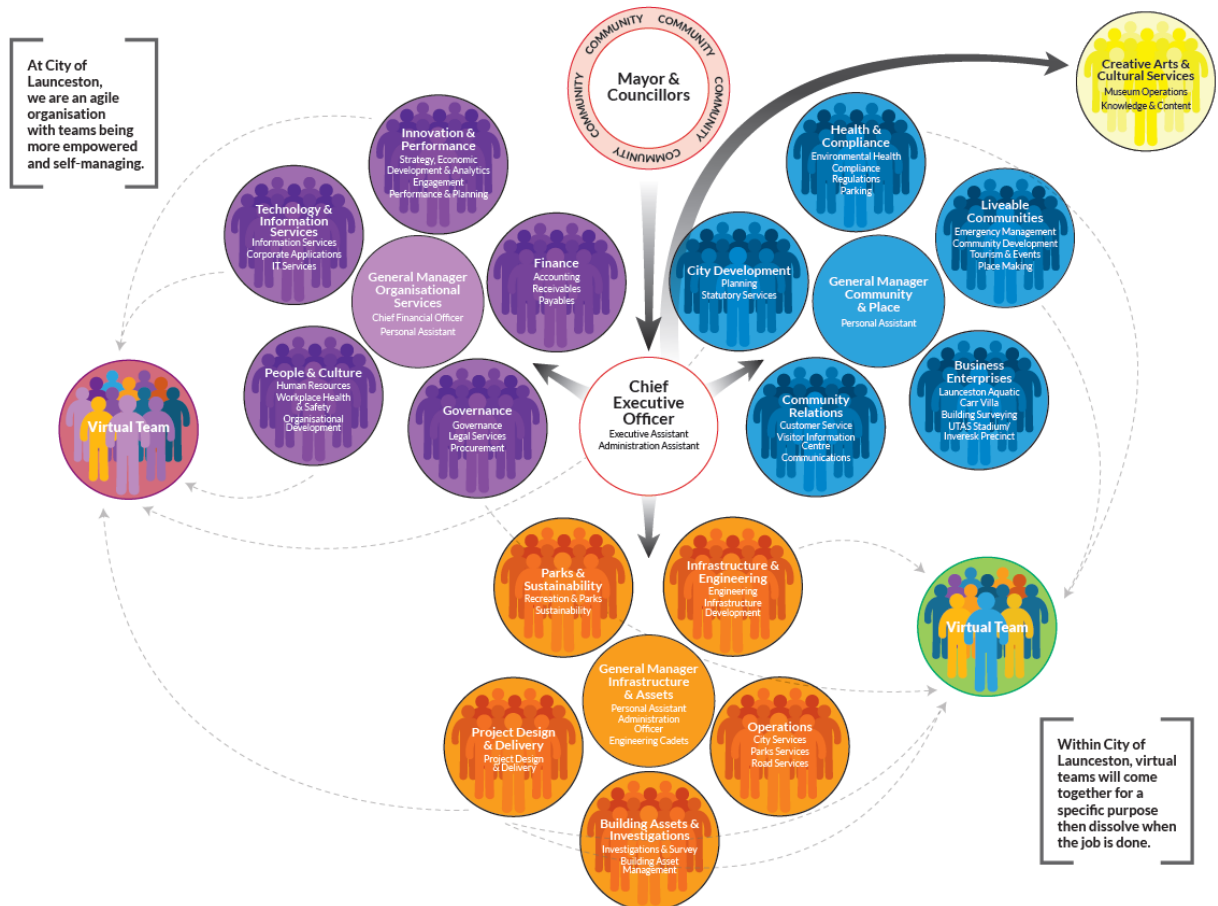 At City of
Launceston,
we are an agile
organisation
with teams being
more empowered
and self-managing.
COMMUNITY
COMMUNITY
COMMUNITY
COMMUNITY
COMMUNITY
COMMUNITY
COMMUNITY
Mayor &
Councillors
Creative Arts &
Cultural Services
Museum Operations
Knowledge & Content
Innovation &
Performance
Strategy, Economic
Development & Analytics
Engagement
Performance & Planning
Technology &
Information
Services
Information Services
Corporate Applications
IT Services
General Manager
Organisational
Services
Chief Financial Officer
Personal Assistant
Finance
Accounting
Receivables
Payables
People & Culture
Human Resources
Workplace Health
& Safety
Organisational
Development
Governance
Governance
Legal Services
Procurement
Virtual Team
Chief
Executive
Officer
Executive Assistant
Administration Assistant
Health &
Compliance
Environmental Health
Compliance
Regulations
Parking
Liveable
Communities
Emergency Management
Community Development
Tourism & Events
Place Making
City Development
Planning
Statutory Services
General Manager
Community
& Place
Personal Assistant
Community
Relations
Customer Service
Visitor Information
Centre
Communications
Business
Enterprises
Launceston Aquatic
Carr Villa
Building Surveying
UTAS Stadium/
Inveresk Precinct
Parks &
Sustainability
Recreation & Parks
Sustainability
Infrastructure &
Engineering
Engineering
Infrastructure
Development
General Manager
Infrastructure
& Assets
Personal Assistant
Administration
Officer
Engineering Cadets
Project Design
& Delivery
Project Design
& Delivery
Operations
City Services
Parks Services
Road Services
Building Assets &
Investigations
Investigations & Survey
Building Asset
Management
Virtual Team
Within City of
Launceston, virtual
teams will come
together for a
specific purpose
then dissolve when
the job is done.